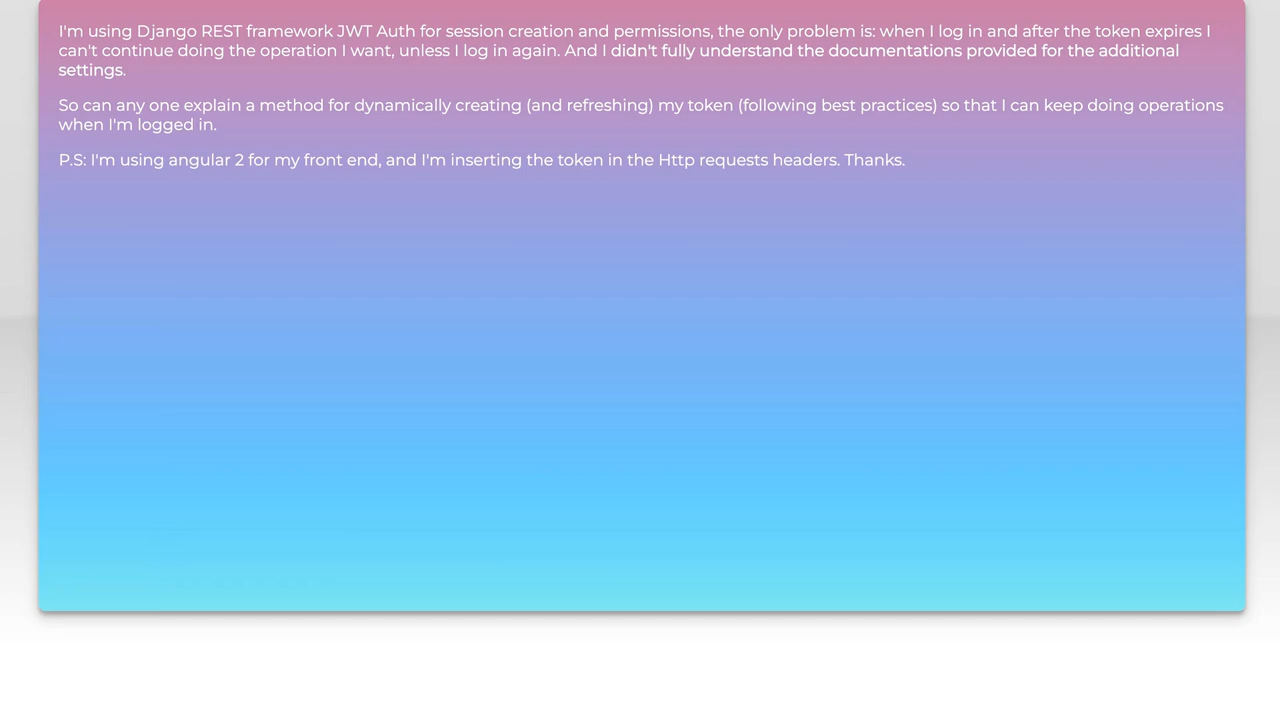 I'm using Django REST framework JWT Auth for session creation and permissions, the only problem is: when I log in and after the token expires I
can't continue doing the operation I want, unless I log in again. And I didn't fully understand the documentations provided for the additional
settings.
So can any one explain a method for dynamically creating (and refreshing) my token (following best practices) so that I can keep doing operations
when I'm logged in.
P.S: I'm using angular 2 for my front end, and I'm inserting the token in the Http requests headers. Thanks.